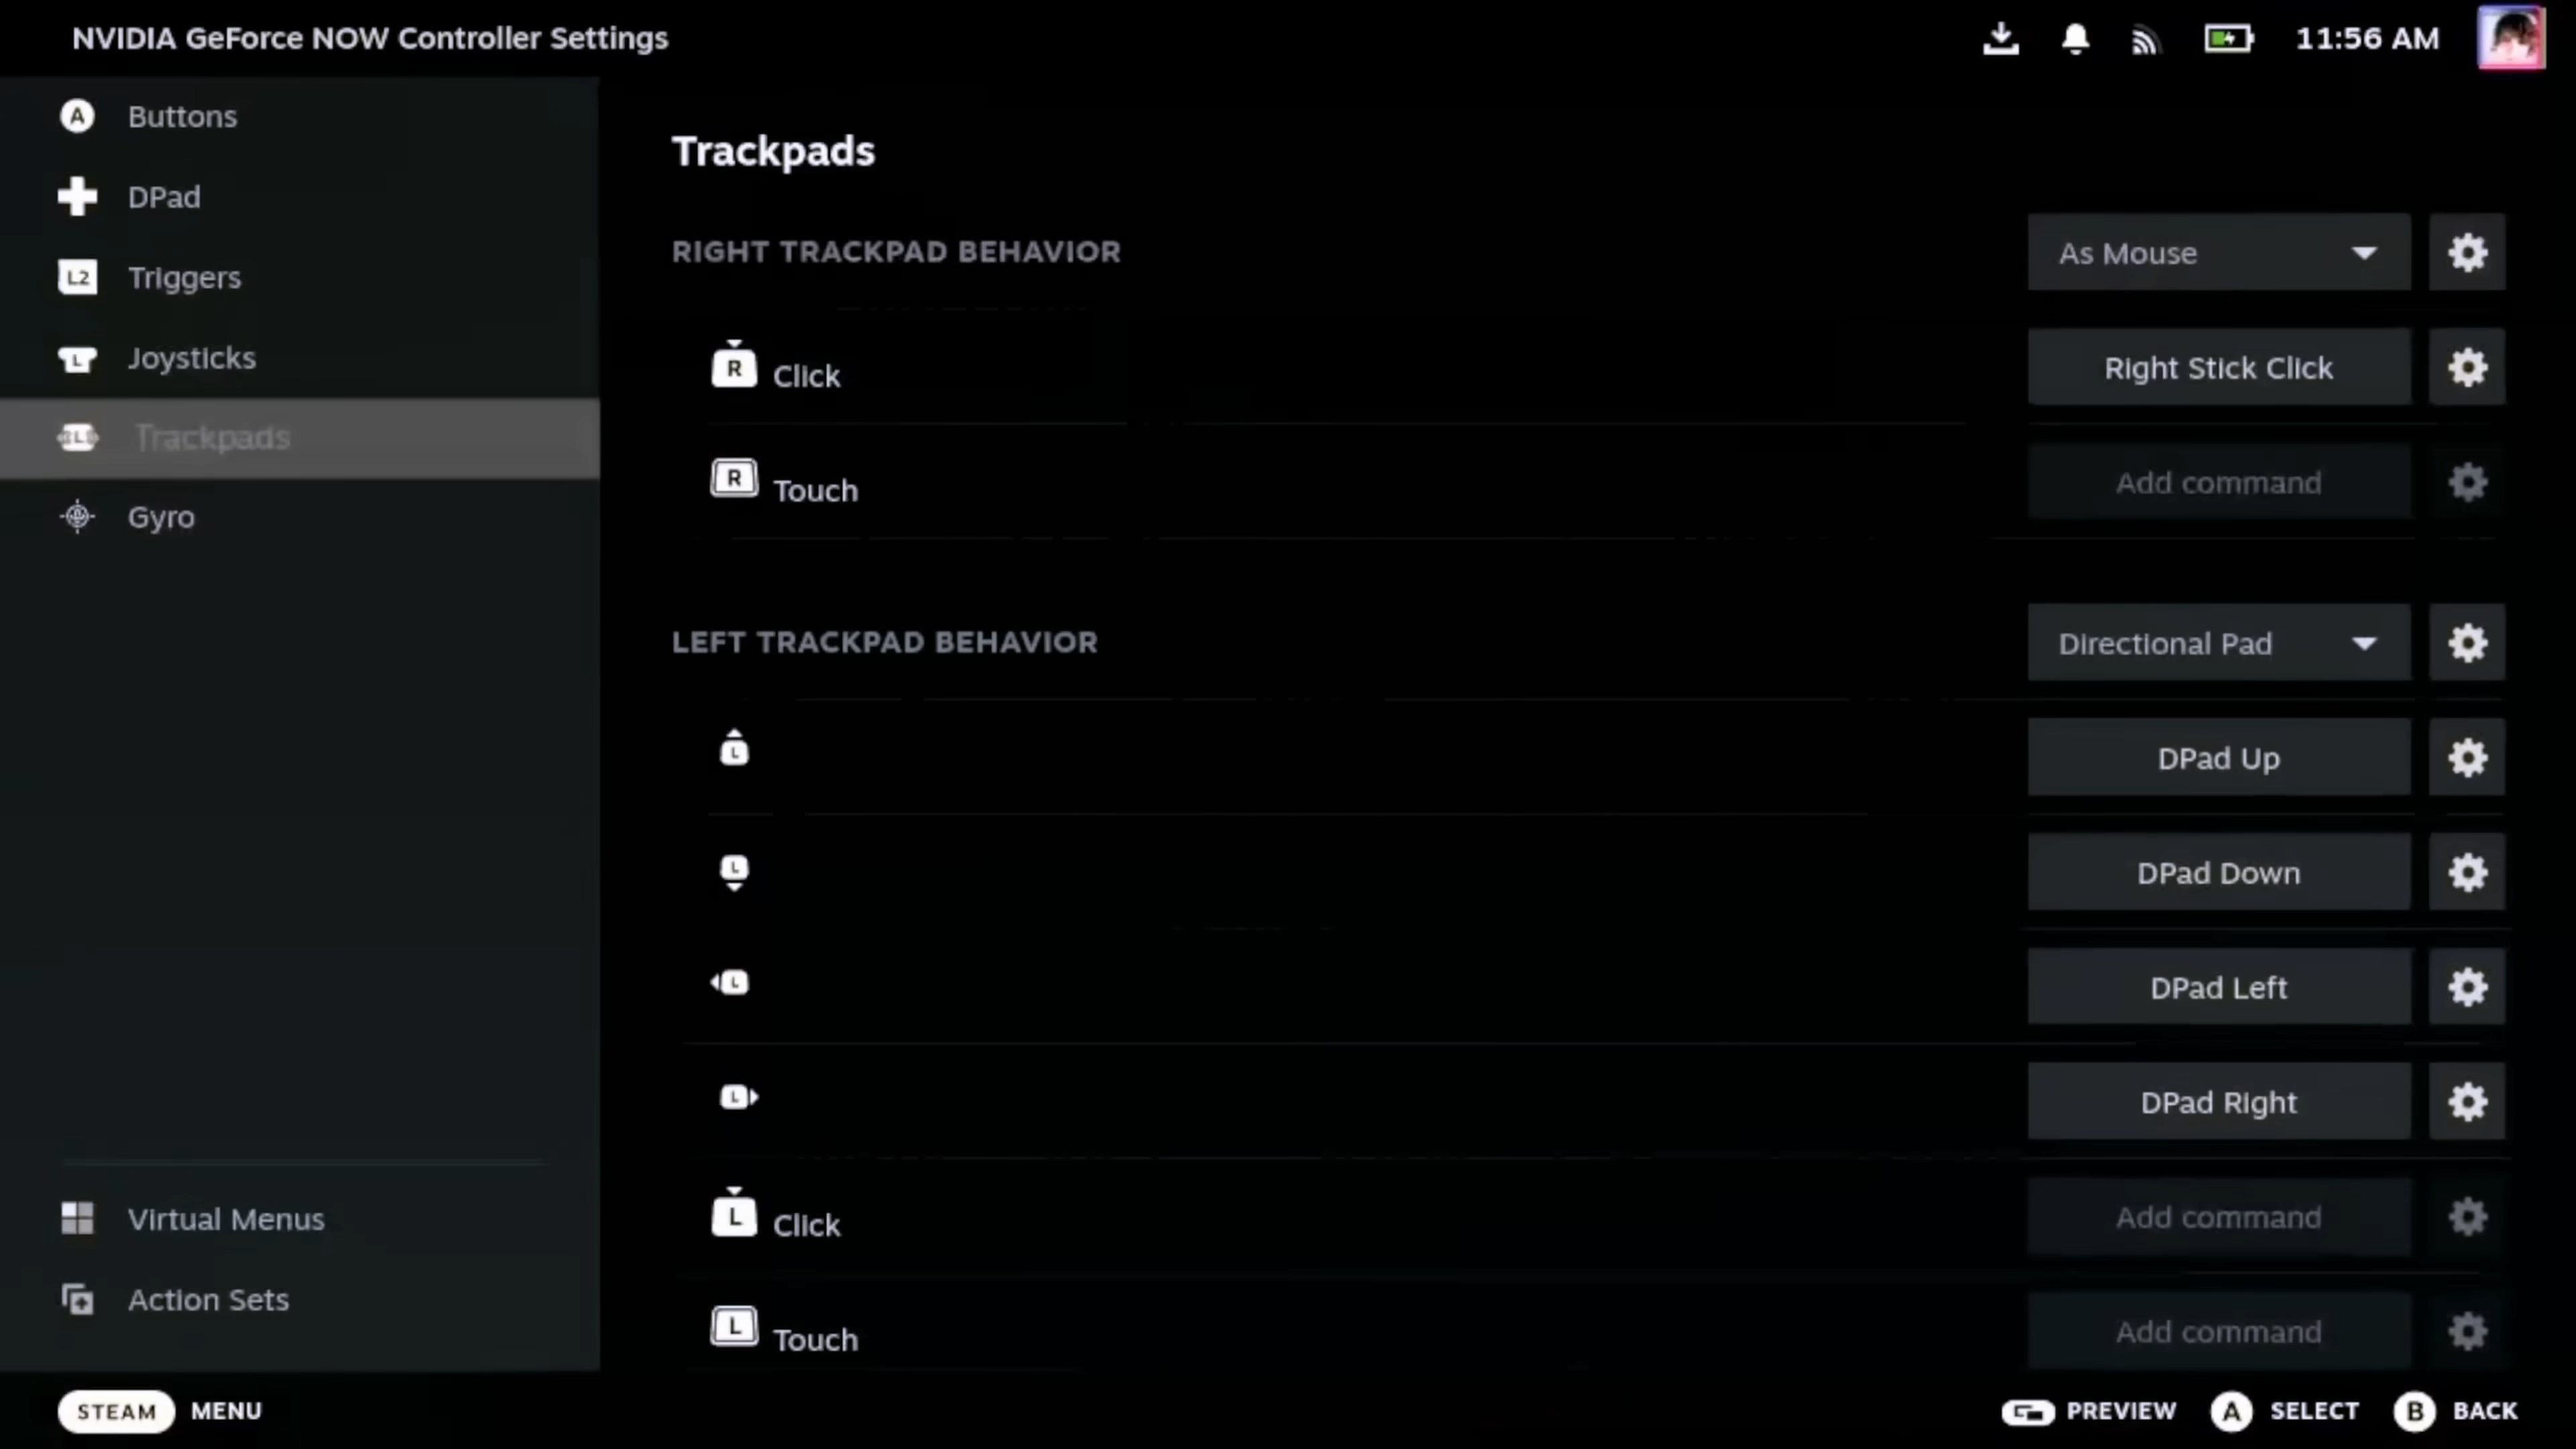 NVIDIA GeForce NOW Controller Settings
11:56 AM
A Buttons
DPad
L2 Triggers
L Joysticks
Trackpads
Gyro
Virtual Menus
Action Sets
Trackpads
RIGHT TRACKPAD BEHAVIOR
As Mouse
R Click
Right Stick Click
R Touch
Add command
LEFT TRACKPAD BEHAVIOR
Directional Pad
L
DPad Up
L
DPad Down
L
DPad Left
L
DPad Right
L Click
Add command
L Touch
Add command
STEAM MENU
PREVIEW
A SELECT
B BACK